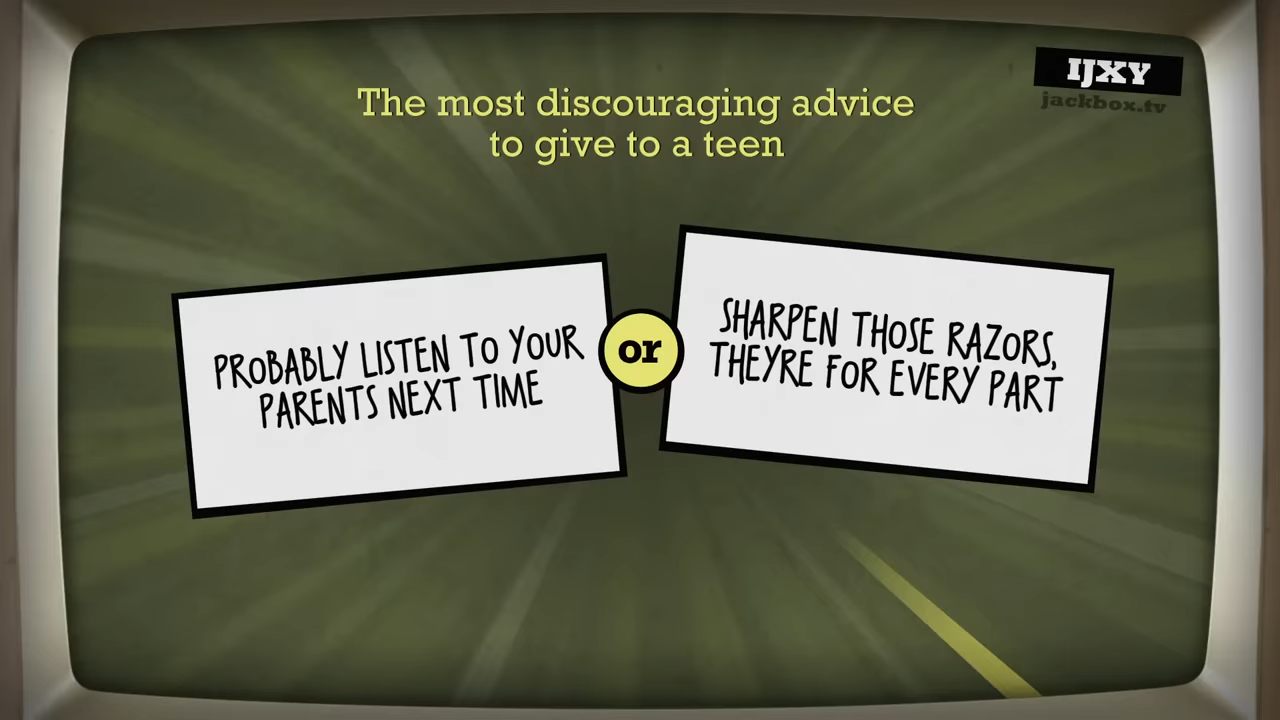 IJXY
jackbox.tv
The most discouraging advice
to give to a teen
PROBABLY LISTEN TO YOUR
PARENTS NEXT TIME
or
SHARPEN THOSE RAZORS,
THEYRE FOR EVERY PART